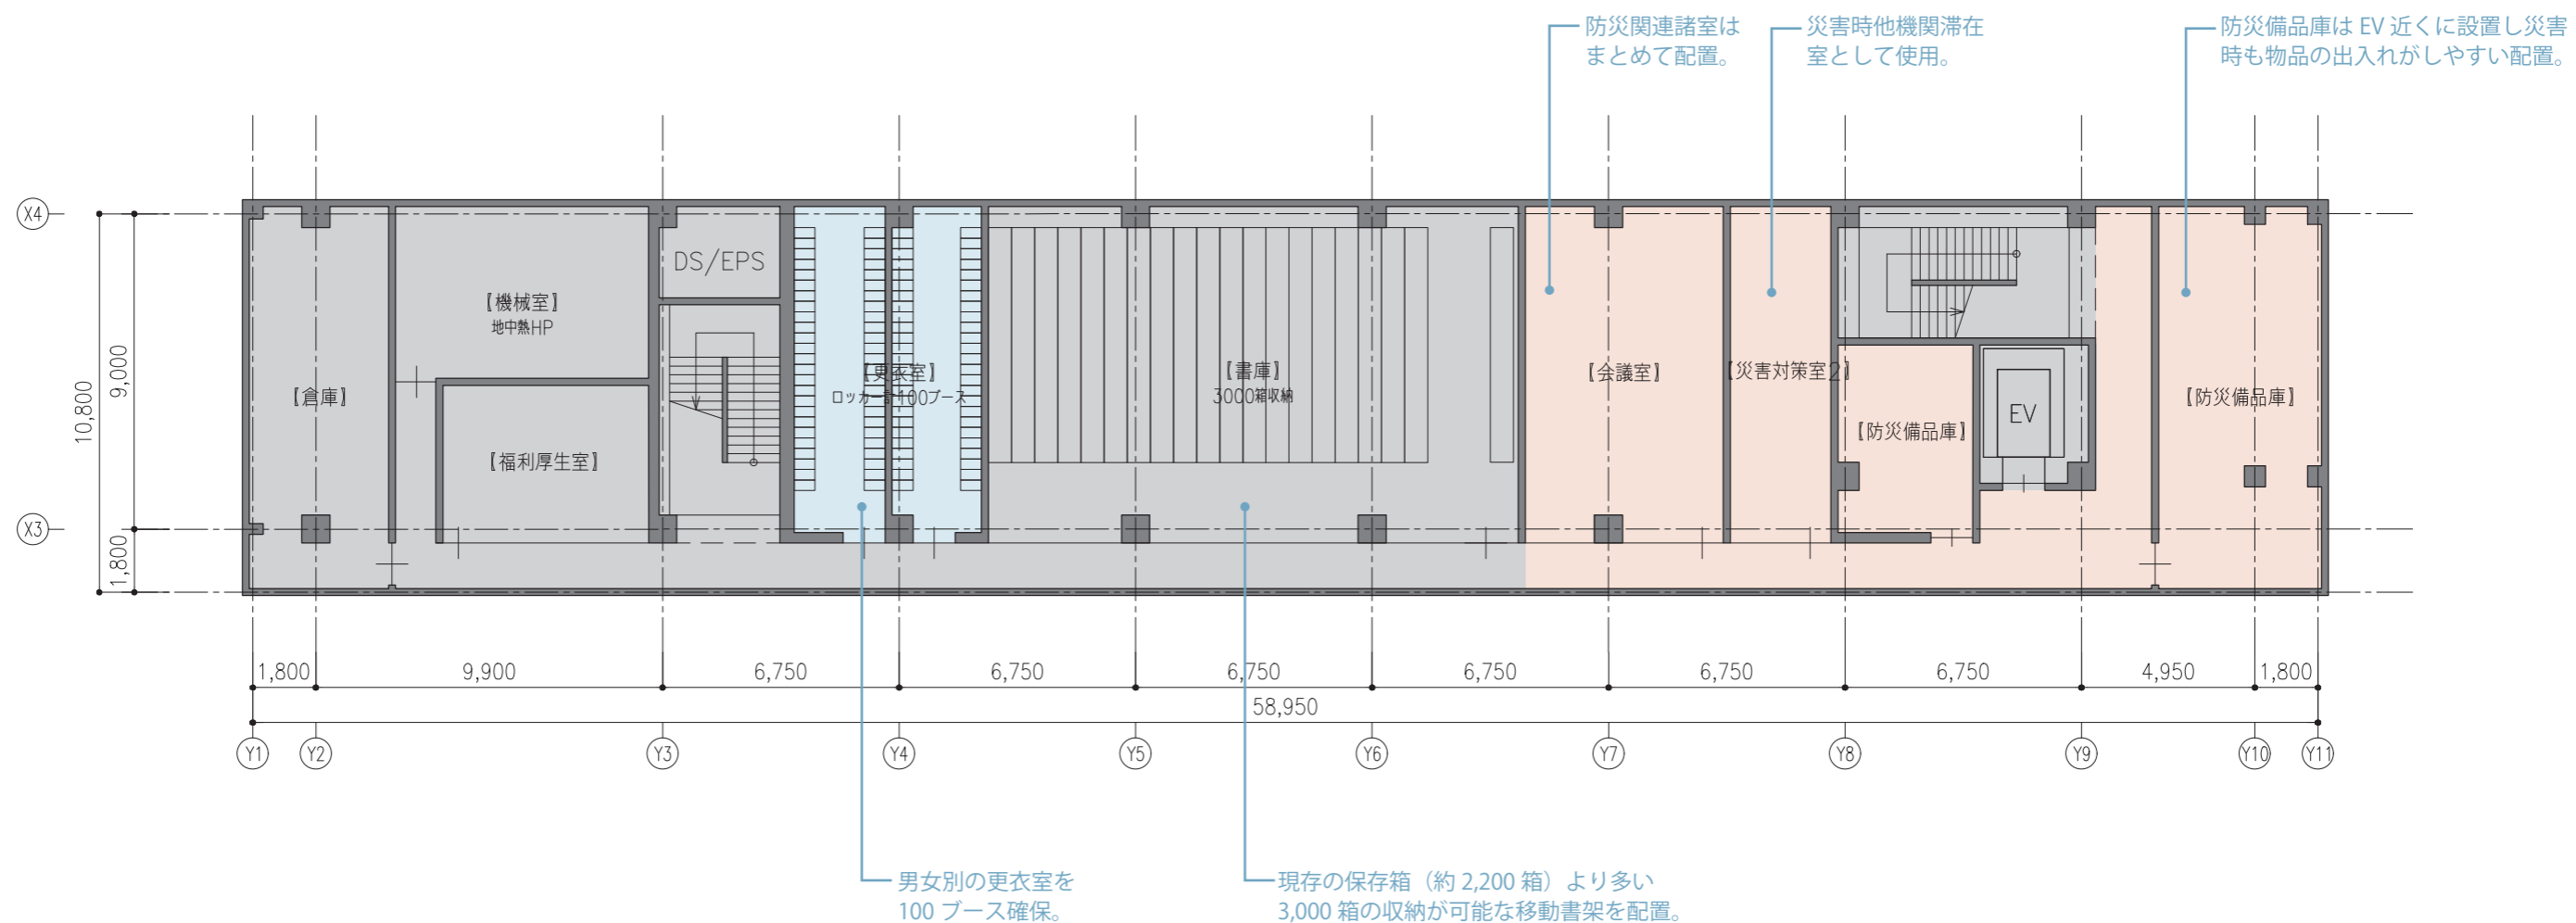 防災関連諸室は
まとめて配置。
災害時他機関滞在
室として使用。
防災備品庫は EV 近くに設置し災害
時も物品の出入れがしやすい配置。
X4
X3
10,800
9,000
1,800
【倉庫】
【機械室】
地中熱HP
【福利厚生室】
DS/EPS
【更衣室】
ロッカー計100ブース
【書庫】
3000箱収納
【会議室】
【災害対策室2】
【防災備品庫】
EV
【防災備品庫】
1,800
9,900
6,750
6,750
6,750
6,750
6,750
6,750
4,950
1,800
58,950
Y1
Y2
Y3
Y4
Y5
Y6
Y7
Y8
Y9
Y10
Y11
男女別の更衣室を
100 ブース確保。
現存の保存箱（約 2,200 箱）より多い
3,000 箱の収納が可能な移動書架を配置。